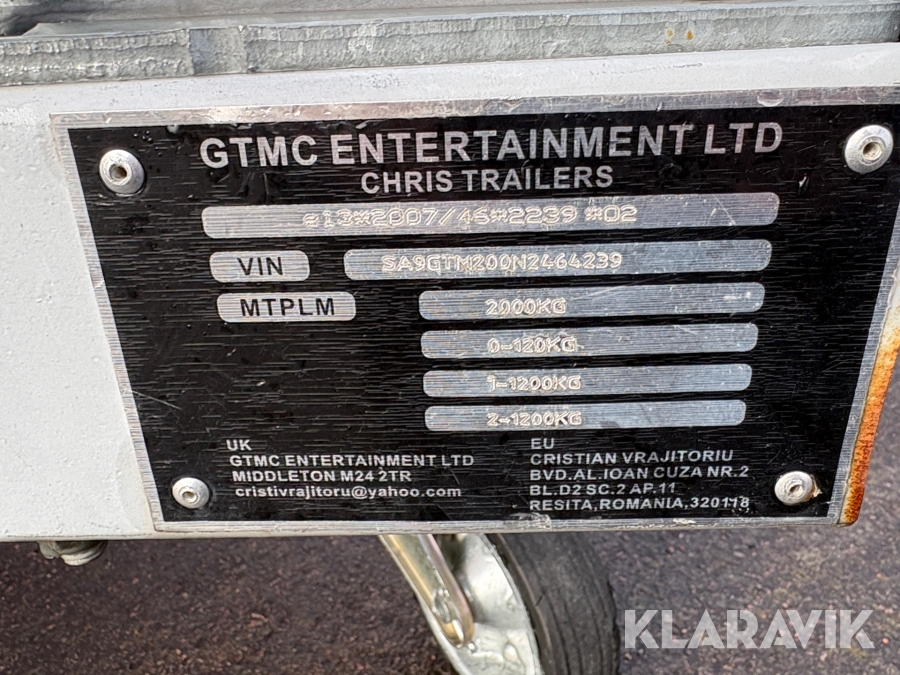 GTMC ENTERTAINMENT LTD
CHRIS TRAILERS
e13*2007/46*2239 *02
VIN SA9GTM200N2464239
MTPLM 2000KG
0-120KG
1-1200KG
2-1200KG
UK
GTMC ENTERTAINMENT LTD
MIDDLETON M24 2TR
cristivrajitoru@yahoo.com
EU
CRISTIAN VRAJITORIU
BVD.AL.IOAN CUZA NR.2
BL.D2 SC.2 AP.11
RESITA,ROMANIA,320118
KLARAVIK